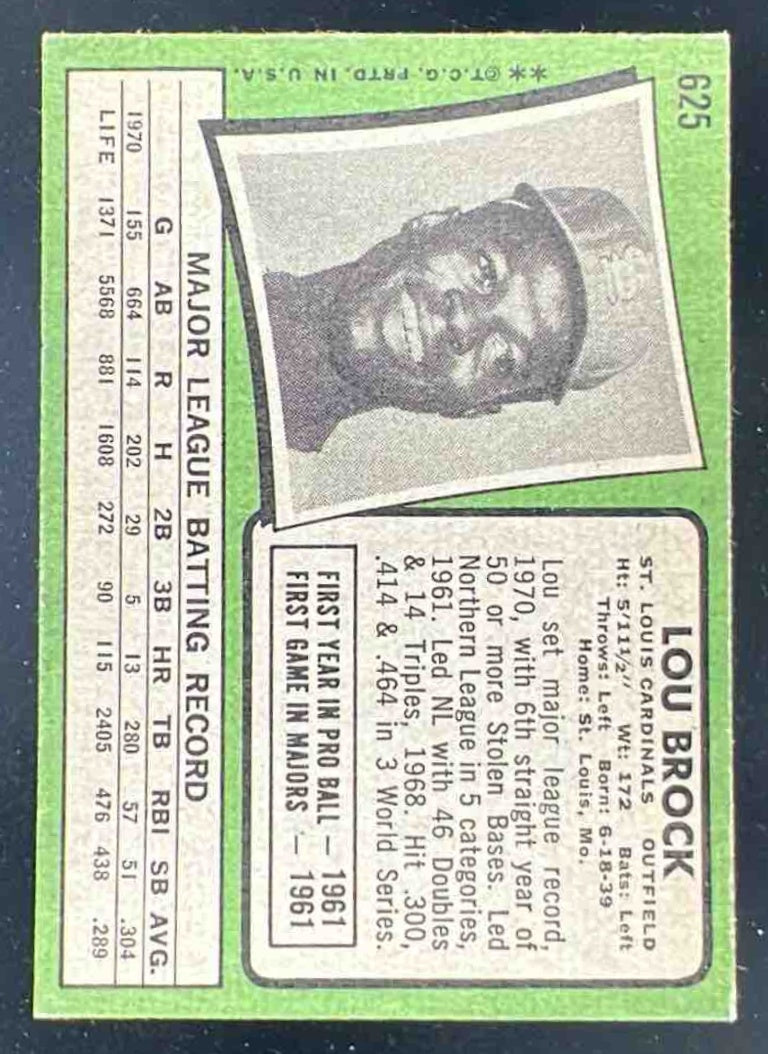 625
LOU BROCK
ST. LOUIS CARDINALS OUTFIELD
Ht: 5'11½" Wt: 172 Bats: Left
Throws: Left Born: 6-18-39
Home: St. Louis, Mo.
Lou set major league record,
1970, with 6th straight year of
50 or more Stolen Bases. Led
Northern League in 5 categories,
1961. Led NL with 46 Doubles
& 14 Triples, 1968. Hit .300,
.414 & .464 in 3 World Series.
FIRST YEAR IN PRO BALL — 1961
FIRST GAME IN MAJORS — 1961
MAJOR LEAGUE BATTING RECORD
G AB R H 2B 3B HR TB RBI SB AVG.
1970 155 664 114 202 29 5 13 280 57 51 .304
LIFE 1371 5568 881 1608 272 90 115 2405 476 438 .289
**©T.C.G. PRTD. IN U.S.A.